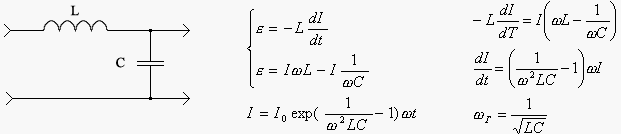 L
C
ε = −L dI/dt
ε = IωL − I 1/ωC
I = I₀ exp( 1/ω²LC −1) ωt
−L dI/dT = I(ωL − 1/ωC)
dI/dt = (1/ω²LC −1) ωI
ω_r = 1/√LC